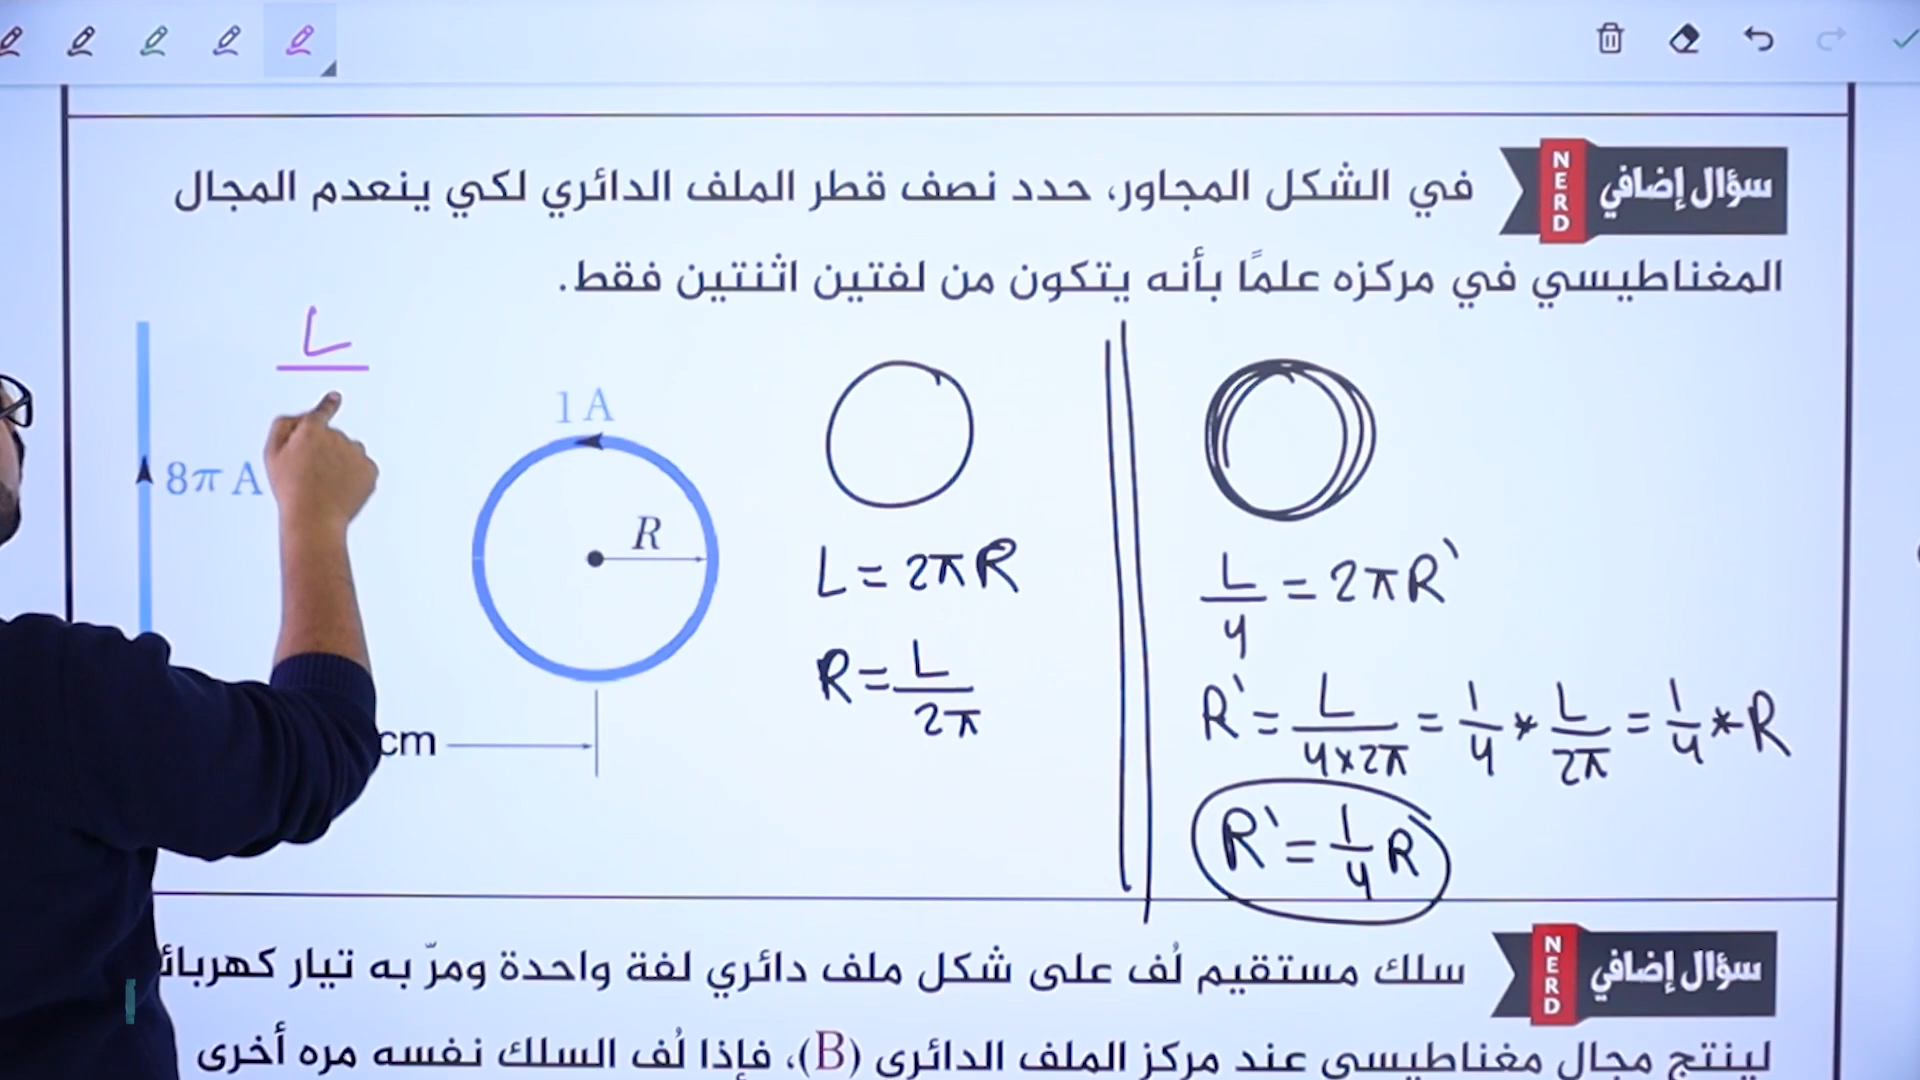 سؤال إضافي
NERD
في الشكل المجاور، حدد نصف قطر الملف الدائري لكي ينعدم المجال
المغناطيسي في مركزه علمًا بأنه يتكون من لفتين اثنتين فقط.
L
8π A
1 A
R
cm
L = 2πR
R = L / 2π
L / 4 = 2πR`
R` = L / 4×2π = 1/4 * L / 2π = 1/4 * R
R` = 1/4 R
سؤال إضافي
NERD
سلك مستقيم لُف على شكل ملف دائري لفة واحدة ومرّ به تيار
لينتج مجال مغناطيسي عند مركز الملف الدائري (B)، فإذا لُف السلك نفسه مره أخرى